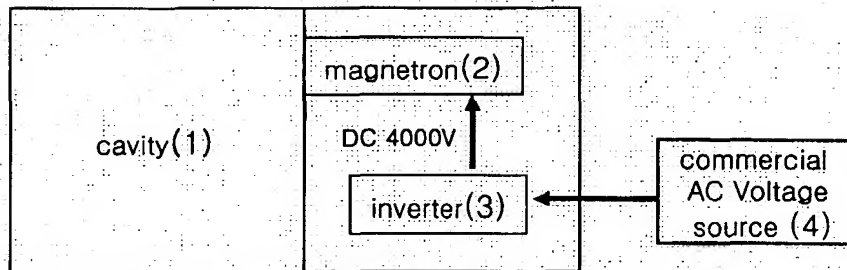 magnetron(2)
cavity(1)
DC 4000V
inverter(3)
commercial
AC Voltage
source (4)